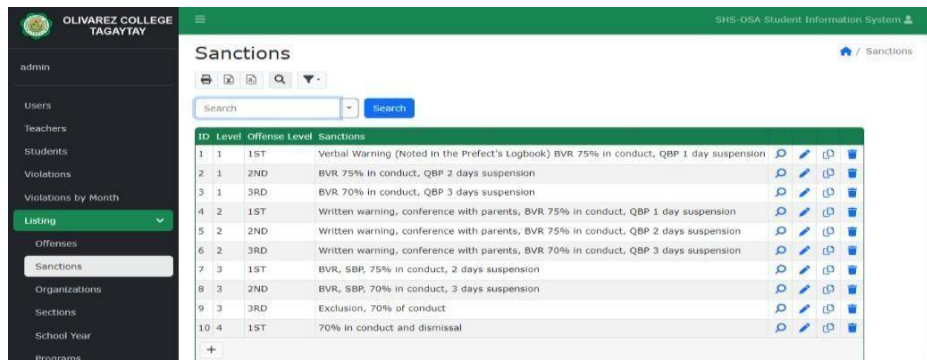 OLIVAREZ COLLEGE
TAGAYTAY
SHS-OSA Student Information System
admin
Users
Teachers
Students
Violations
Violations by Month
Listing
Offenses
Sanctions
Organizations
Sections
School Year
Programs
Sanctions
/ Sanctions
Search
Search
ID Level Offense Level Sanctions
1 1 1ST Verbal Warning (Noted in the Prefect's Logbook) BVR 75% in conduct, QBP 1 day suspension
2 1 2ND BVR 75% in conduct, QBP 2 days suspension
3 1 3RD BVR 70% in conduct, QBP 3 days suspension
4 2 1ST Written warning, conference with parents, BVR 75% in conduct, QBP 1 day suspension
5 2 2ND Written warning, conference with parents, BVR 75% in conduct, QBP 2 days suspension
6 2 3RD Written warning, conference with parents, BVR 70% in conduct, QBP 3 days suspension
7 3 1ST BVR, SBP, 75% in conduct, 2 days suspension
8 3 2ND BVR, SBP, 70% in conduct, 3 days suspension
9 3 3RD Exclusion, 70% of conduct
10 4 1ST 70% in conduct and dismissal